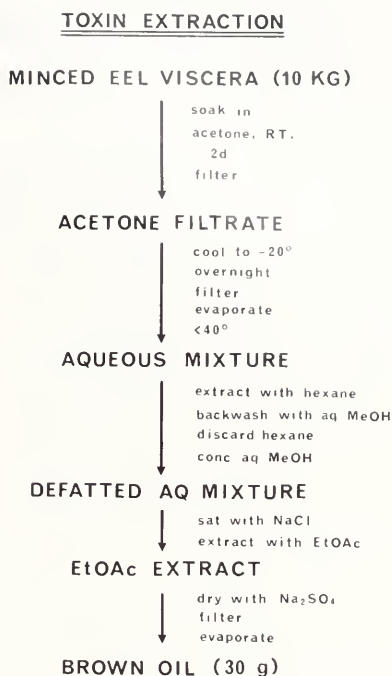 TOXIN EXTRACTION
MINCED EEL VISCERA (10 KG)
soak in
acetone, RT.
2d
filter
ACETONE FILTRATE
cool to -20°
overnight
filter
evaporate
<40°
AQUEOUS MIXTURE
extract with hexane
backwash with aq MeOH
discard hexane
conc aq MeOH
DEFATTED AQ MIXTURE
sat with NaCl
extract with EtOAc
EtOAc EXTRACT
dry with Na₂SO₄
filter
evaporate
BROWN OIL (30 g)